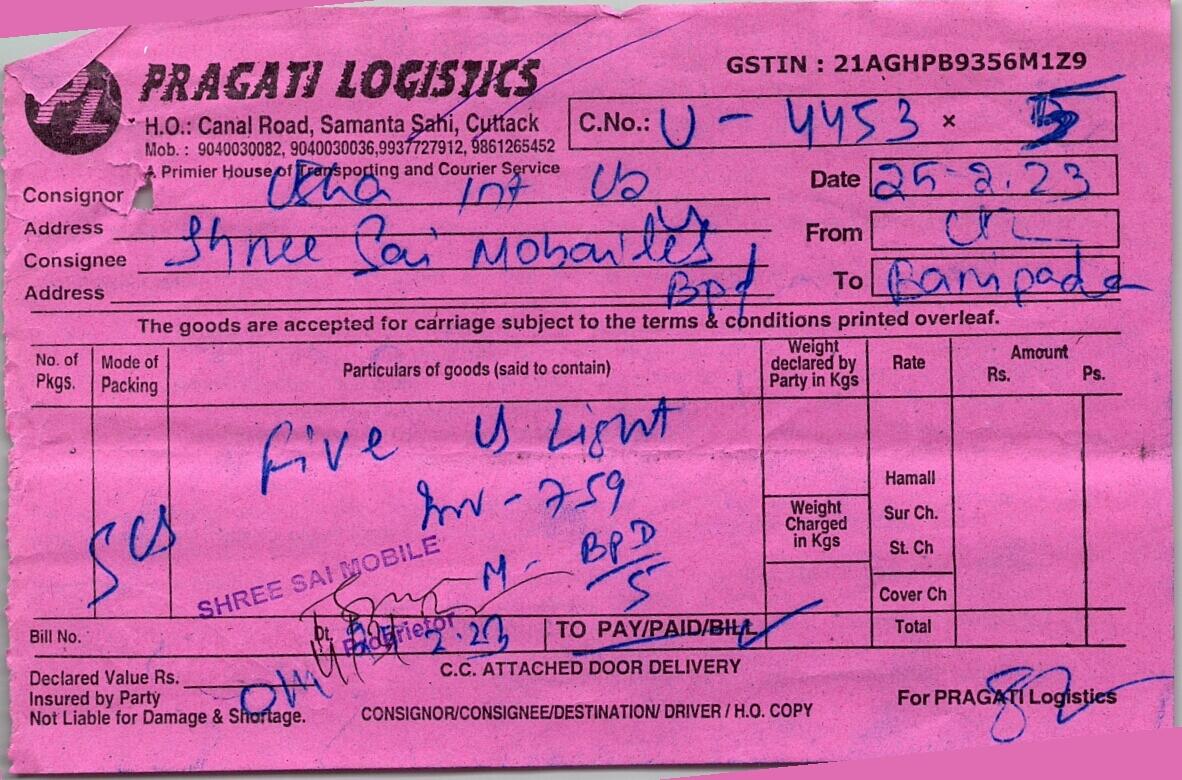 PRAGATI LOGISTICS
GSTIN : 21AGHPB9356M1Z9
H.O.: Canal Road, Samanta Sahi, Cuttack
C.No.: U - 4453 × 5
Mob. : 9040030082, 9040030036,9937727912, 9861265452
A Primier House of Transporting and Courier Service
Consignor Usha Int
Date 25-2.23
Address
From
Consignee Shree Sai Mobailes
Address Bpd
To Baripada
The goods are accepted for carriage subject to the terms & conditions printed overleaf.
No. of Pkgs.
Mode of Packing
Particulars of goods (said to contain)
Weight declared by Party in Kgs
Rate
Amount
Rs. Ps.
Five Light
Inv - 759
Hamall
Weight Charged in Kgs
Sur Ch.
St. Ch
SHREE SAI MOBILE
M - BPD/5
Cover Ch
Proprietor
Bill No.
Dt. 2.23
TO PAY/PAID/BILL
Total
Declared Value Rs.
C.C. ATTACHED DOOR DELIVERY
Insured by Party
Not Liable for Damage & Shortage.
CONSIGNOR/CONSIGNEE/DESTINATION/ DRIVER / H.O. COPY
For PRAGATI Logistics